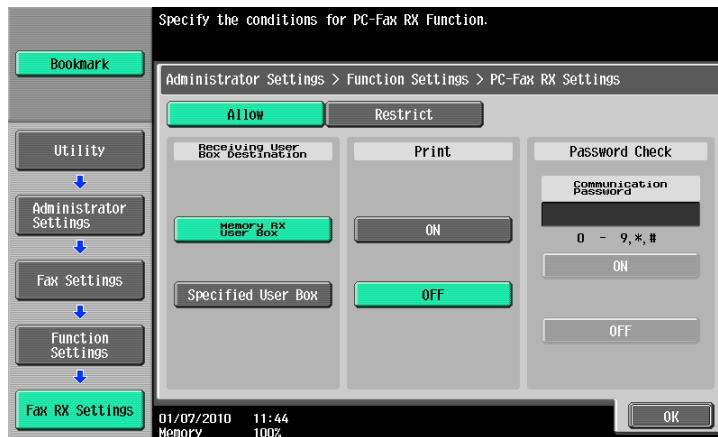 Specify the conditions for PC-Fax RX Function.
Bookmark
Administrator Settings > Function Settings > PC-Fax RX Settings
Allow
Restrict
Utility
Administrator
Settings
Fax Settings
Function
Settings
Fax RX Settings
Receiving User
Box Destination
Memory RX
User Box
Specified User Box
Print
ON
OFF
Password Check
Communication
Password
0 - 9,*,#
ON
OFF
01/07/2010 11:44
Memory 100%
OK